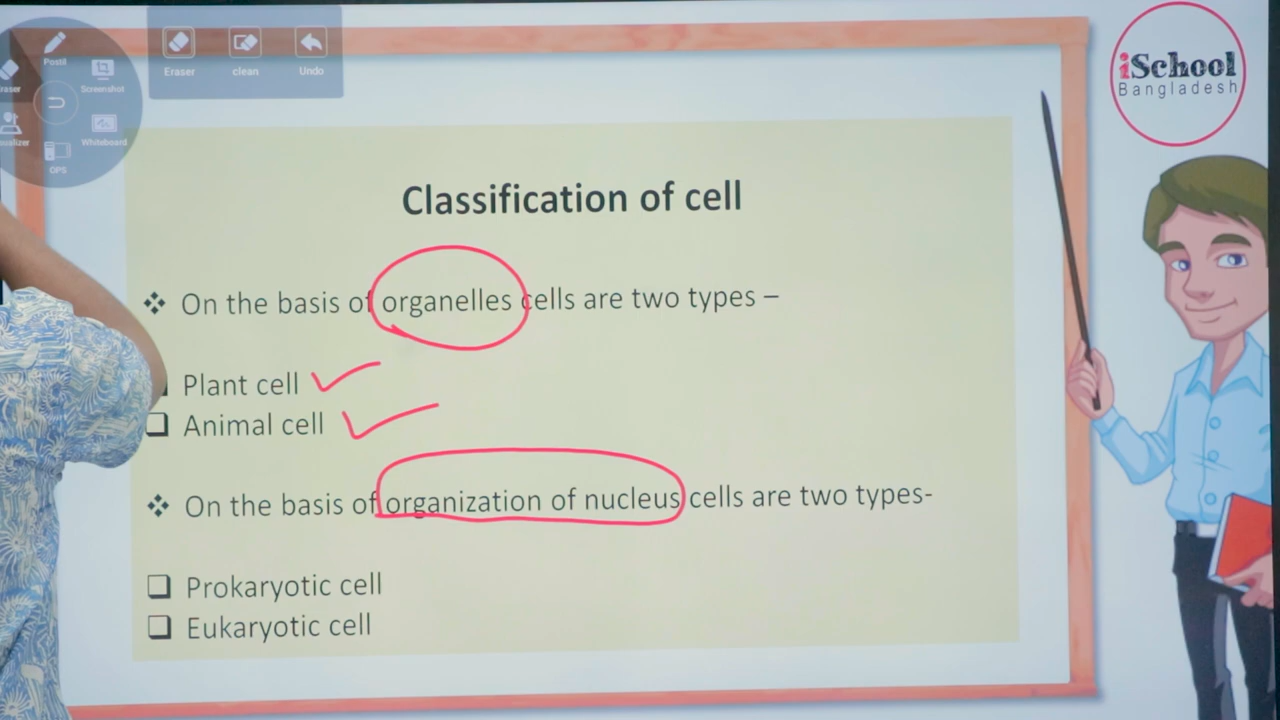 Postil
Eraser
clean
Undo
Screenshot
Whiteboard
OPS
iSchool
Bangladesh
Classification of cell
On the basis of organelles cells are two types –
Plant cell
Animal cell
On the basis of organization of nucleus cells are two types-
Prokaryotic cell
Eukaryotic cell